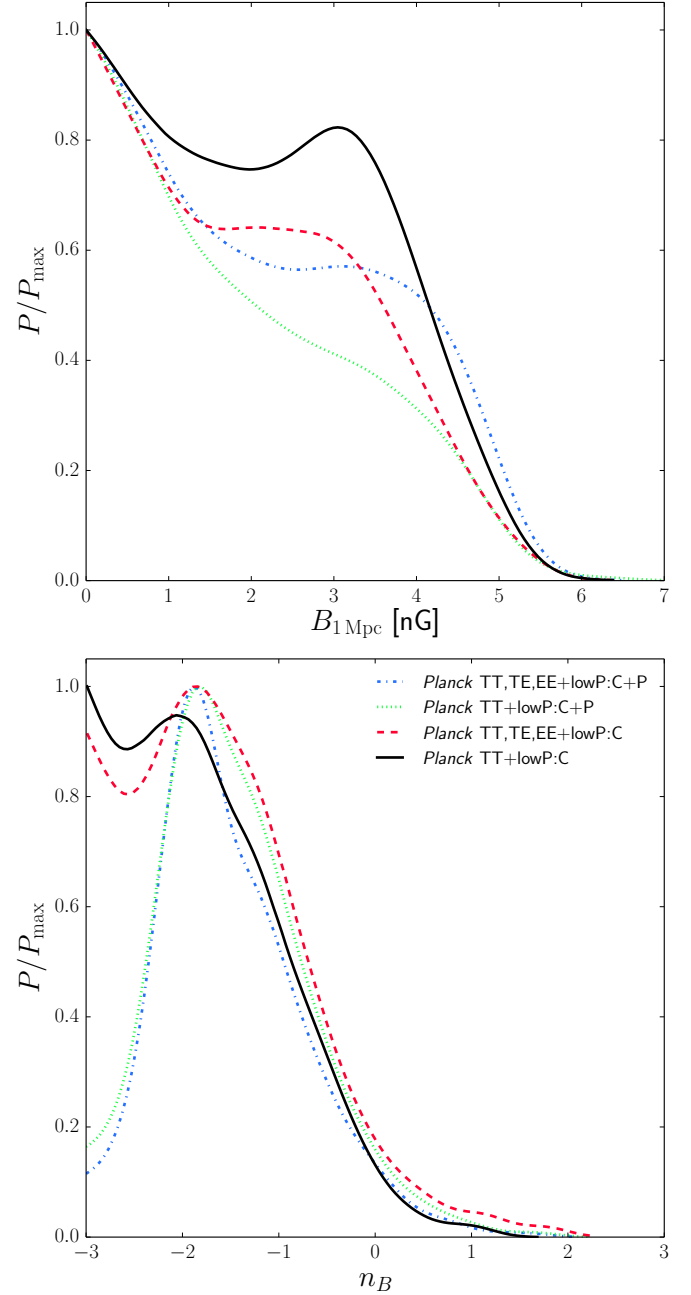 1.0
0.8
0.6
0.4
0.2
0.0
P/P_max
0 1 2 3 4 5 6 7
B_1 Mpc [nG]
1.0
0.8
0.6
0.4
0.2
0.0
P/P_max
Planck TT,TE,EE+lowP:C+P
Planck TT+lowP:C+P
Planck TT,TE,EE+lowP:C
Planck TT+lowP:C
−3 −2 −1 0 1 2 3
n_B